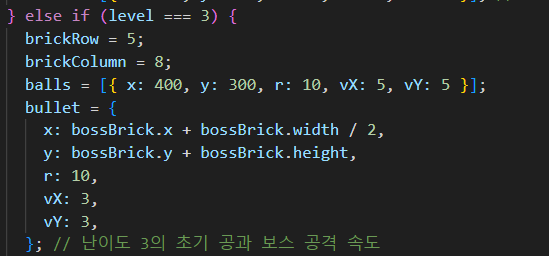 } else if (level === 3) {
brickRow = 5;
brickColumn = 8;
balls = [{ x: 400, y: 300, r: 10, vX: 5, vY: 5 }];
bullet = {
x: bossBrick.x + bossBrick.width / 2,
y: bossBrick.y + bossBrick.height,
r: 10,
vX: 3,
vY: 3,
}; // 난이도 3의 초기 공과 보스 공격 속도